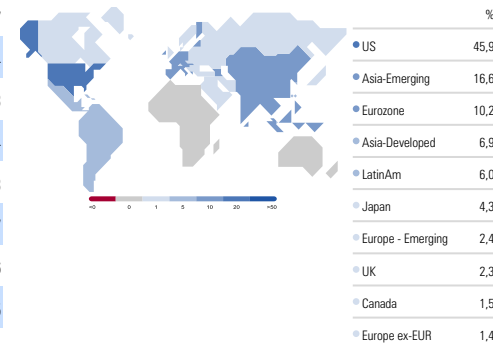 %
US 45,9
Asia-Emerging 16,6
Eurozone 10,2
Asia-Developed 6,9
LatinAm 6,0
Japan 4,3
Europe - Emerging 2,4
UK 2,3
Canada 1,5
Europe ex-EUR 1,4
<0 0 1 5 10 20 >50